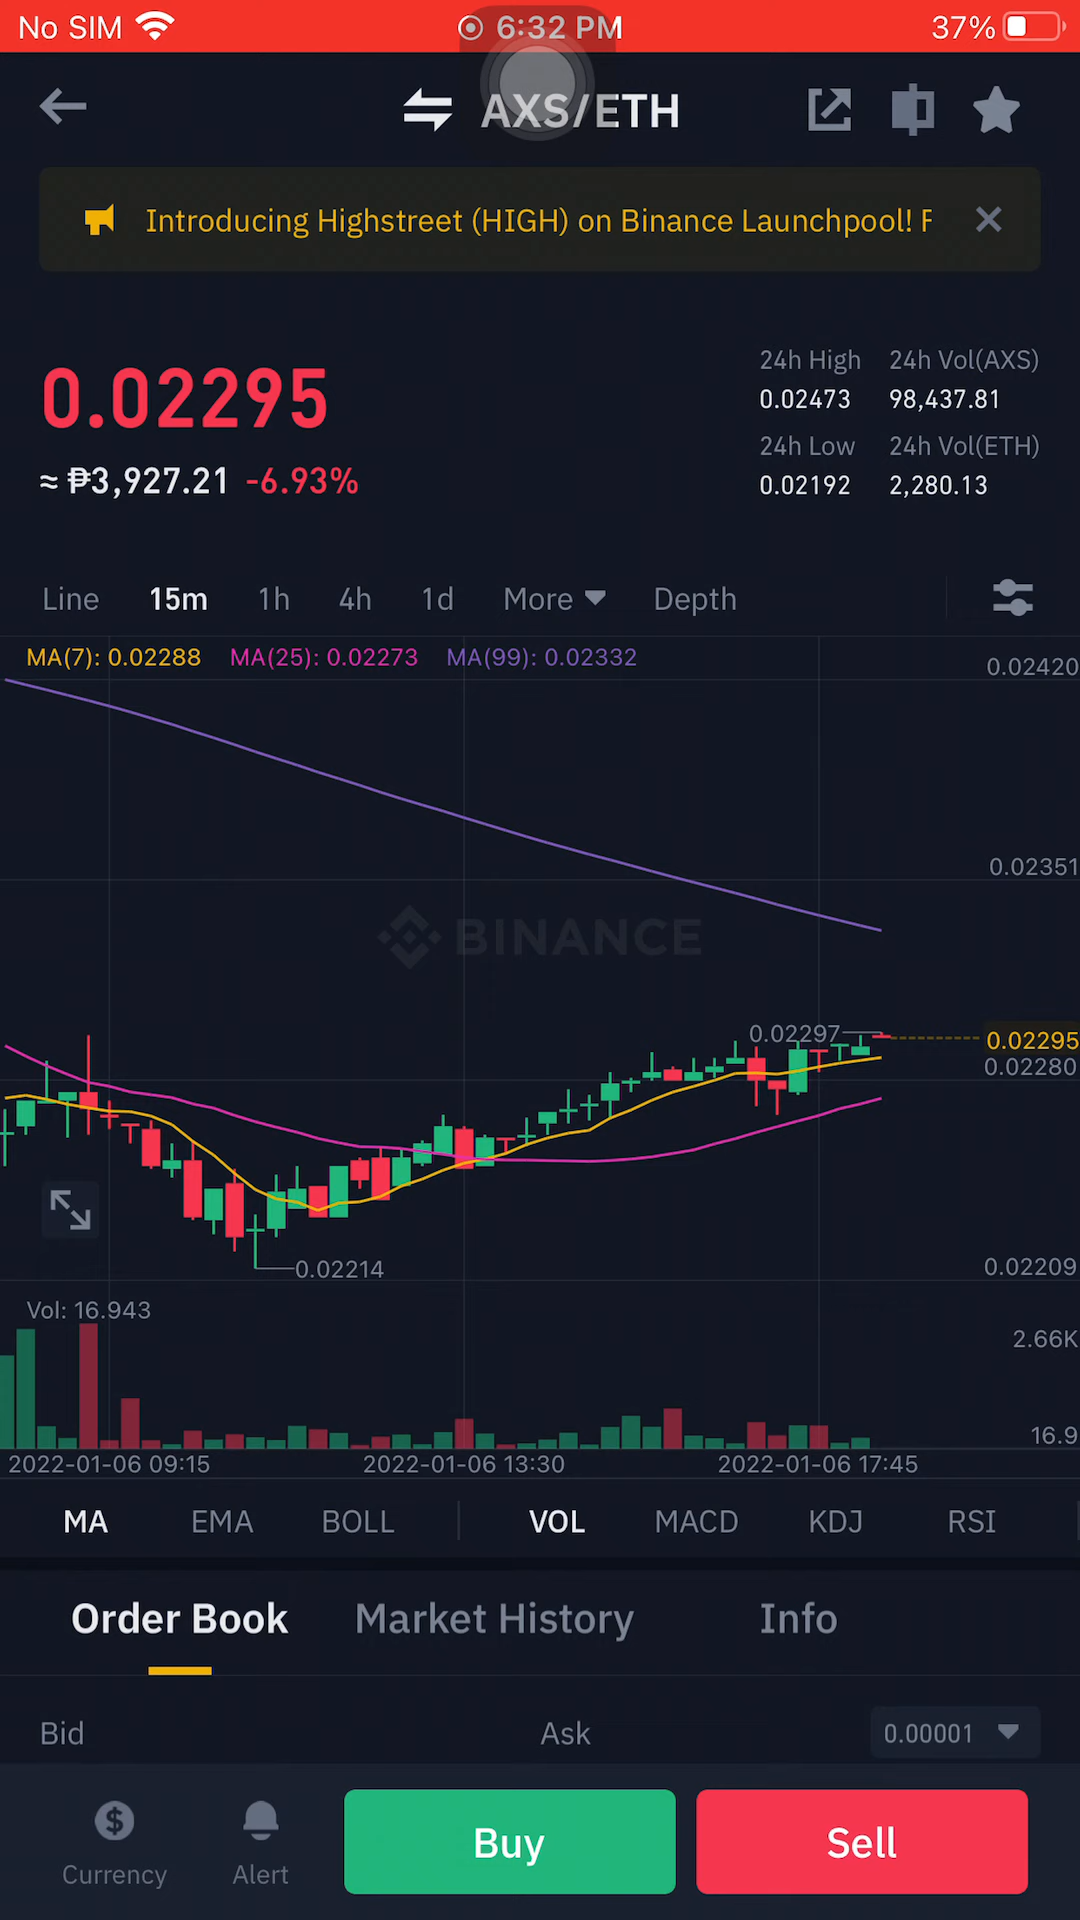 No SIM 6:32 PM 37%
AXS/ETH
Introducing Highstreet (HIGH) on Binance Launchpool! F
0.02295
≈ ₱3,927.21 -6.93%
24h High 24h Vol(AXS)
0.02473 98,437.81
24h Low 24h Vol(ETH)
0.02192 2,280.13
Line 15m 1h 4h 1d More Depth
MA(7): 0.02288 MA(25): 0.02273 MA(99): 0.02332
0.02420
0.02351
BINANCE
0.02297
0.02295
0.02280
0.02214
0.02209
Vol: 16.943
2.66K
16.9
2022-01-06 09:15 2022-01-06 13:30 2022-01-06 17:45
MA EMA BOLL VOL MACD KDJ RSI
Order Book Market History Info
Bid Ask 0.00001
Currency Alert Buy Sell